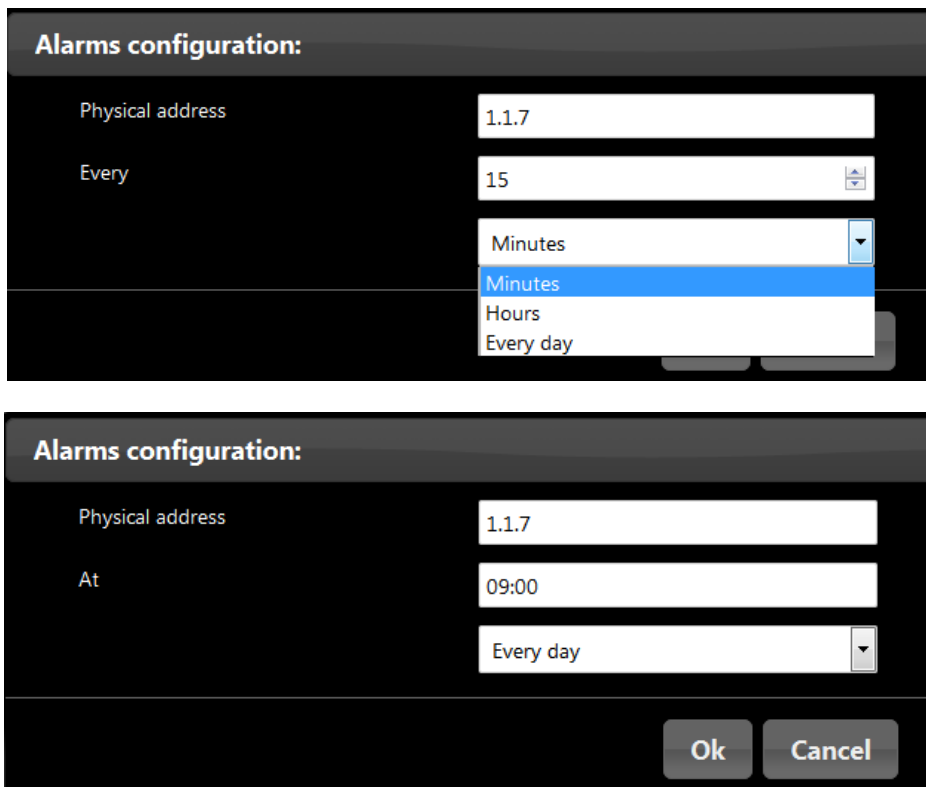 Alarms configuration:
Physical address 1.1.7
Every 15
Minutes
Minutes
Hours
Every day
Alarms configuration:
Physical address 1.1.7
At 09:00
Every day
Ok Cancel